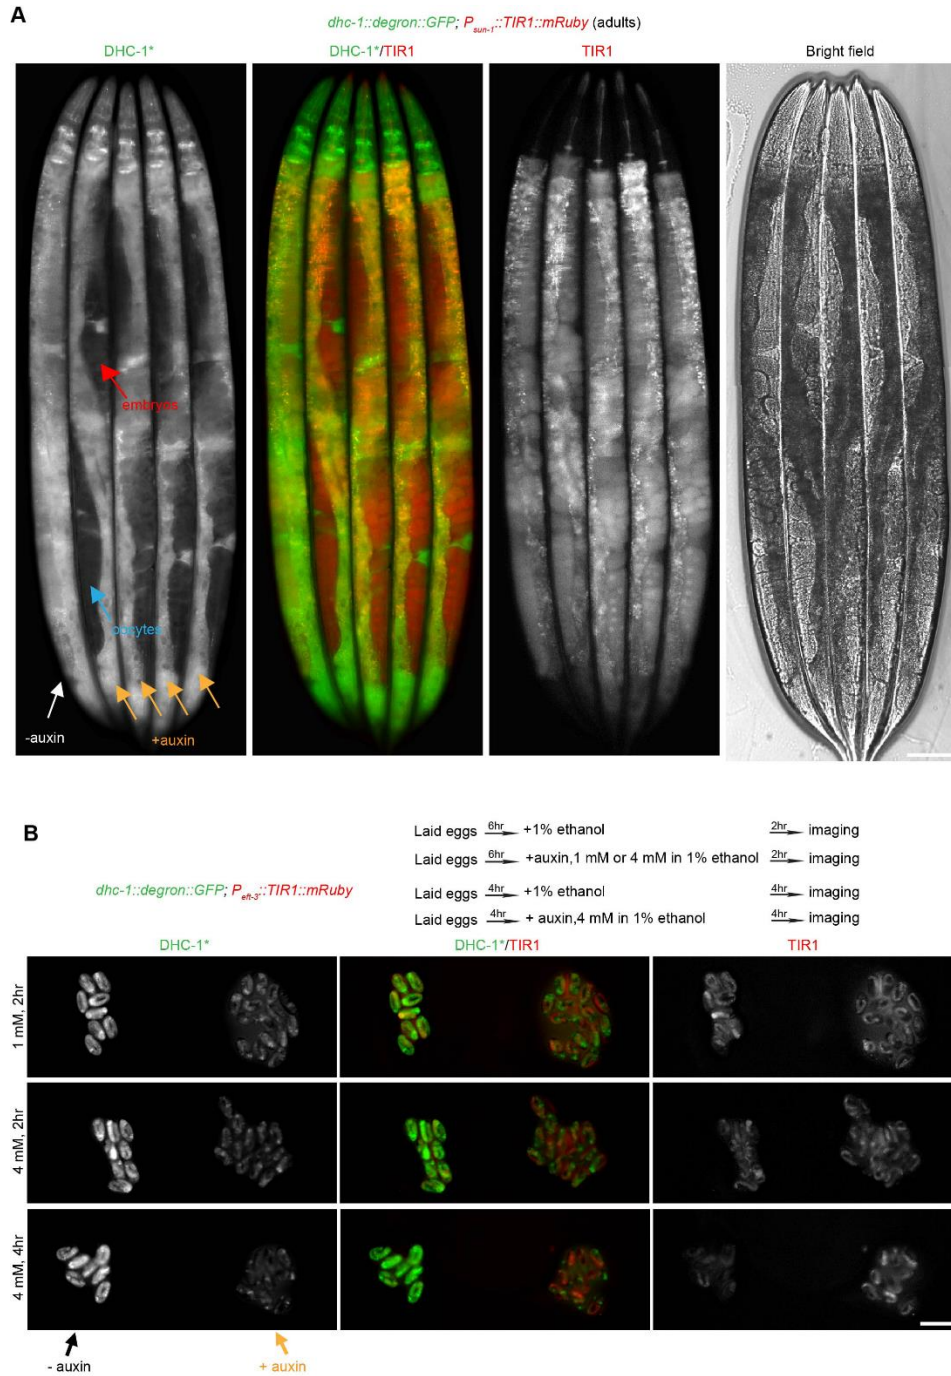 A
dhc-1::degron::GFP; Psun-1::TIR1::mRuby (adults)
DHC-1* DHC-1*/TIR1 TIR1 Bright field
embryos
oocytes
-auxin +auxin
B
Laid eggs 6hr +1% ethanol 2hr imaging
Laid eggs 6hr +auxin,1 mM or 4 mM in 1% ethanol 2hr imaging
dhc-1::degron::GFP; Peft-3::TIR1::mRuby
Laid eggs 4hr +1% ethanol 4hr imaging
Laid eggs 4hr + auxin,4 mM in 1% ethanol 4hr imaging
DHC-1* DHC-1*/TIR1 TIR1
1 mM, 2hr
4 mM, 2hr
4 mM, 4hr
- auxin + auxin